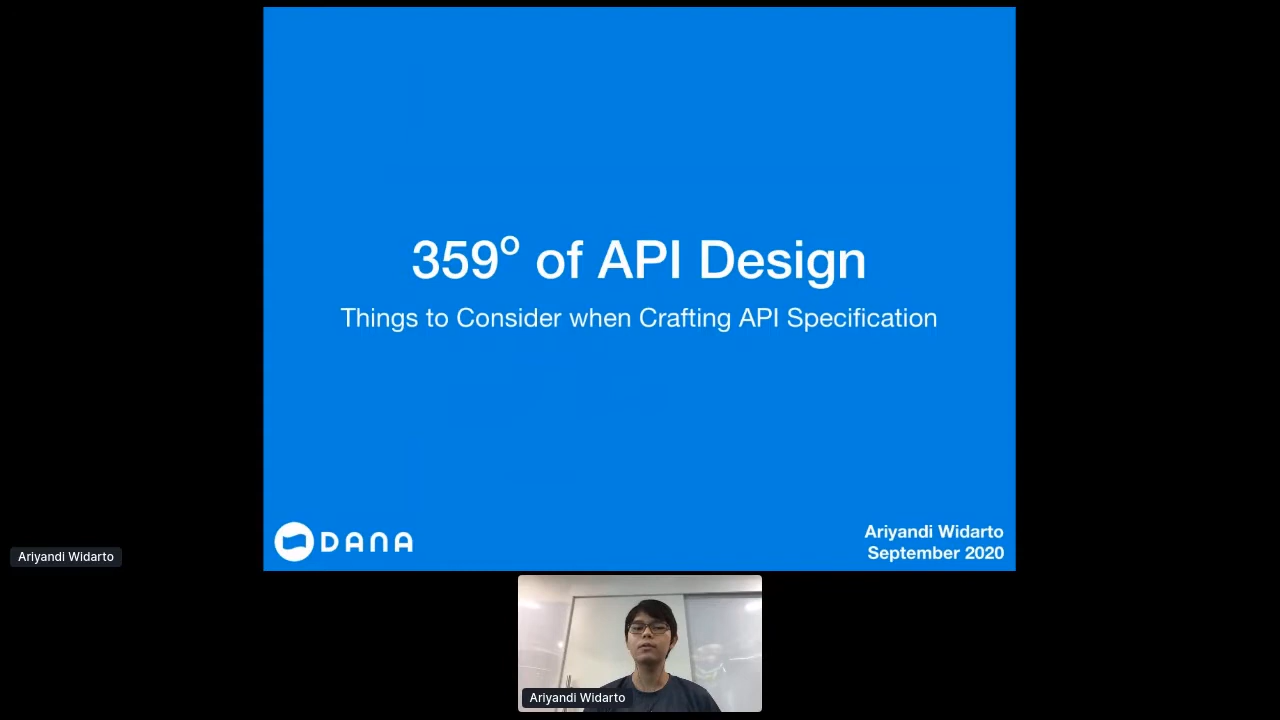 359º of API Design
Things to Consider when Crafting API Specification
DANA
Ariyandi Widarto
September 2020
Ariyandi Widarto
Ariyandi Widarto